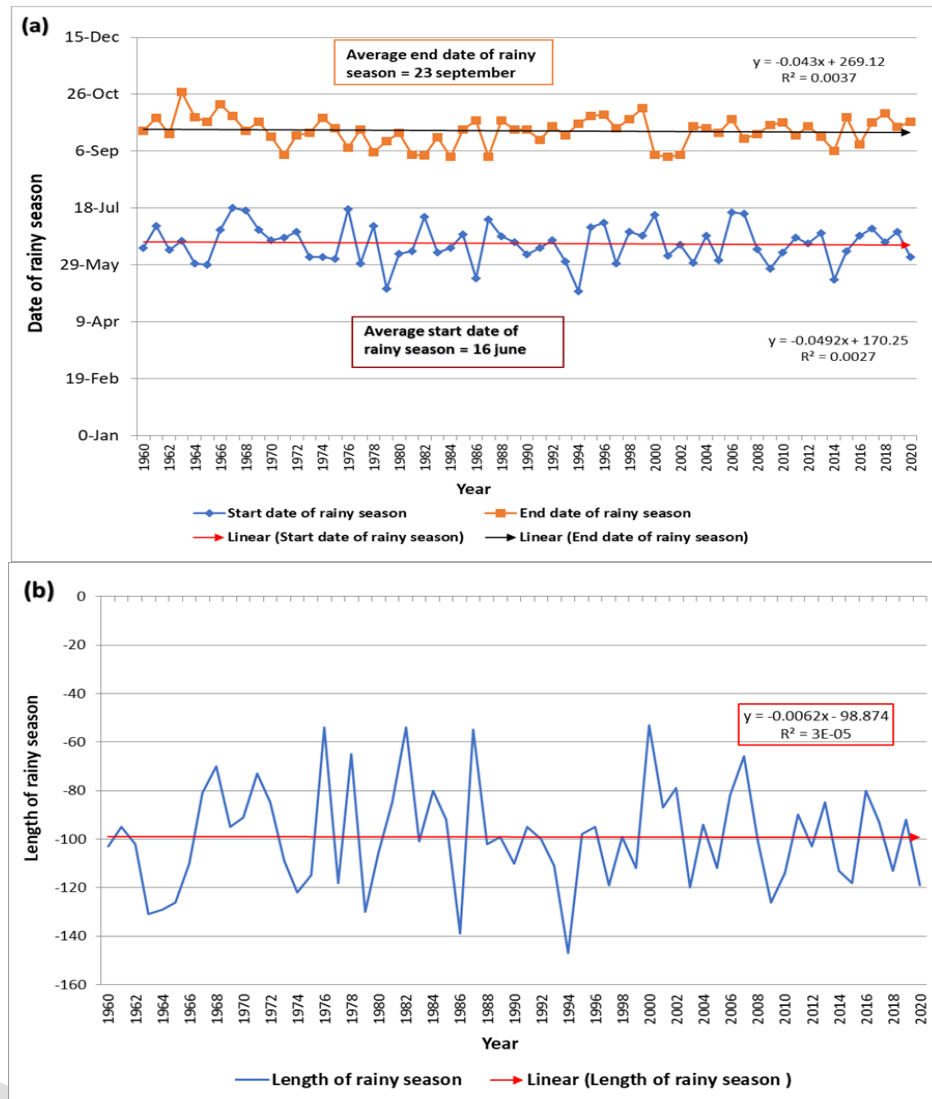 (a)
15-Dec
26-Oct
6-Sep
18-Jul
29-May
9-Apr
19-Feb
0-Jan
Date of rainy season
Average end date of rainy
season = 23 september
y = -0.043x + 269.12
R² = 0.0037
Average start date of
rainy season = 16 june
y = -0.0492x + 170.25
R² = 0.0027
1960 1962 1964 1966 1968 1970 1972 1974 1976 1978 1980 1982 1984 1986 1988 1990 1992 1994 1996 1998 2000 2002 2004 2006 2008 2010 2012 2014 2016 2018 2020
Year
Start date of rainy season End date of rainy season
Linear (Start date of rainy season) Linear (End date of rainy season)
(b)
0
-20
-40
-60
-80
-100
-120
-140
-160
Length of rainy season
y = -0.0062x - 98.874
R² = 3E-05
1960 1962 1964 1966 1968 1970 1972 1974 1976 1978 1980 1982 1984 1986 1988 1990 1992 1994 1996 1998 2000 2002 2004 2006 2008 2010 2012 2014 2016 2018 2020
Year
Length of rainy season Linear (Length of rainy season )